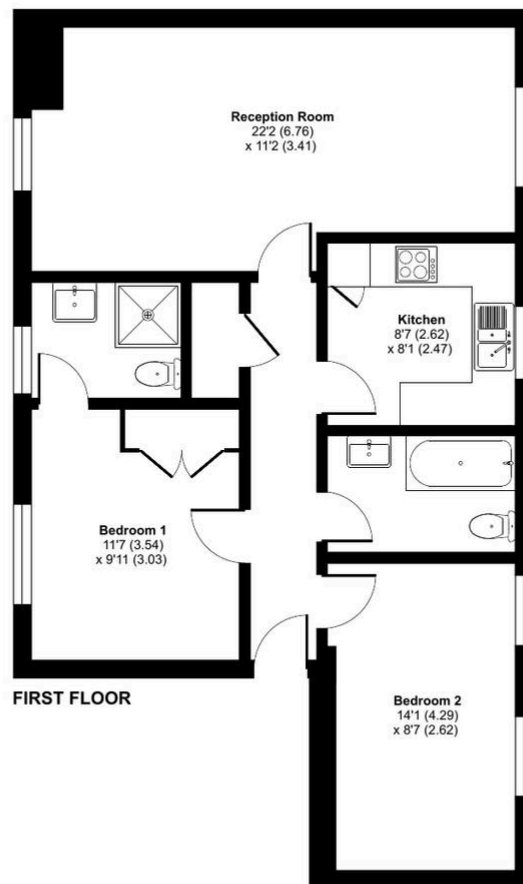 Reception Room
22'2 (6.76)
x 11'2 (3.41)
Kitchen
8'7 (2.62)
x 8'1 (2.47)
Bedroom 1
11'7 (3.54)
x 9'11 (3.03)
FIRST FLOOR
Bedroom 2
14'1 (4.29)
x 8'7 (2.62)